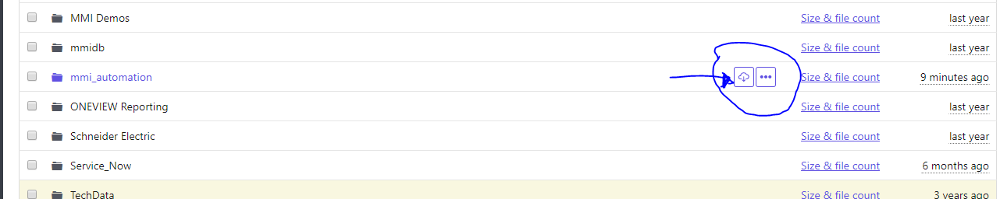 MMI Demos Size & file count last year
mmidb Size & file count last year
mmi_automation Size & file count 9 minutes ago
ONEVIEW Reporting Size & file count last year
Schneider Electric Size & file count last year
Service_Now Size & file count 6 months ago
TechData Size & file count 3 years ago